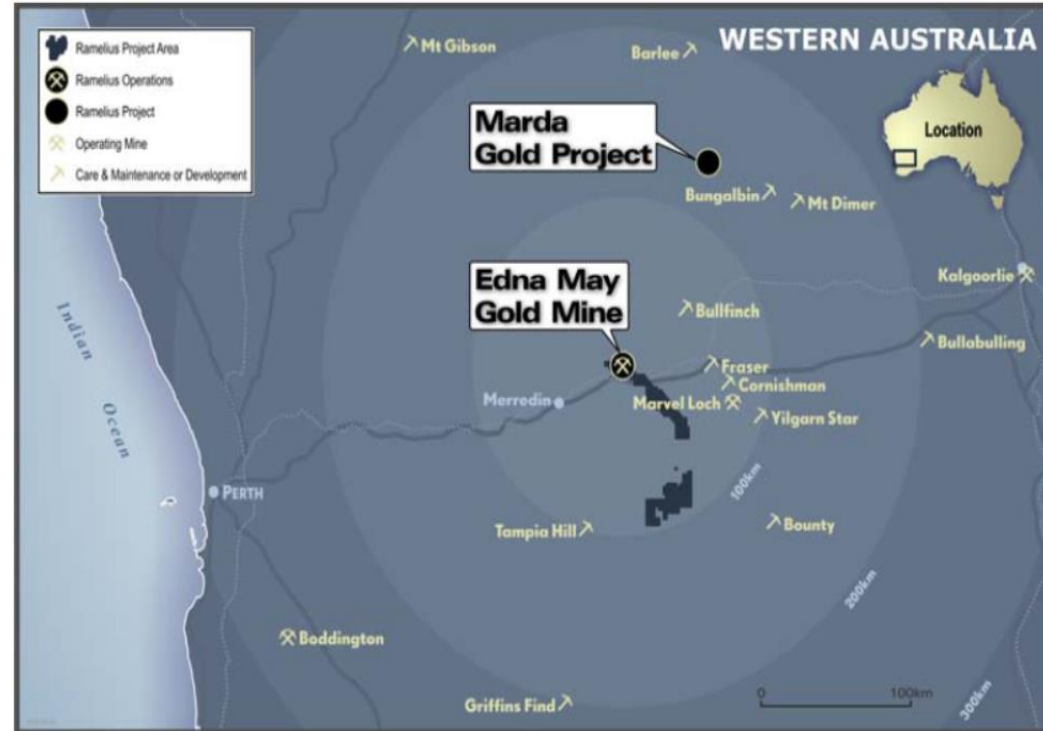 Ramelius Project Area
Ramelius Operations
Ramelius Project
Operating Mine
Care & Maintenance or Development
WESTERN AUSTRALIA
Location
Mt Gibson
Barlee
Marda
Gold Project
Bungalbin
Mt Dimer
Kalgoorlie
Edna May
Gold Mine
Bullfinch
Bullabulling
Fraser
Cornishman
Merredin
Marvel Loch
Yilgarn Star
Indian
Ocean
PERTH
100km
Tampia Hill
Bounty
200km
Boddington
Griffins Find
0
100km
300km